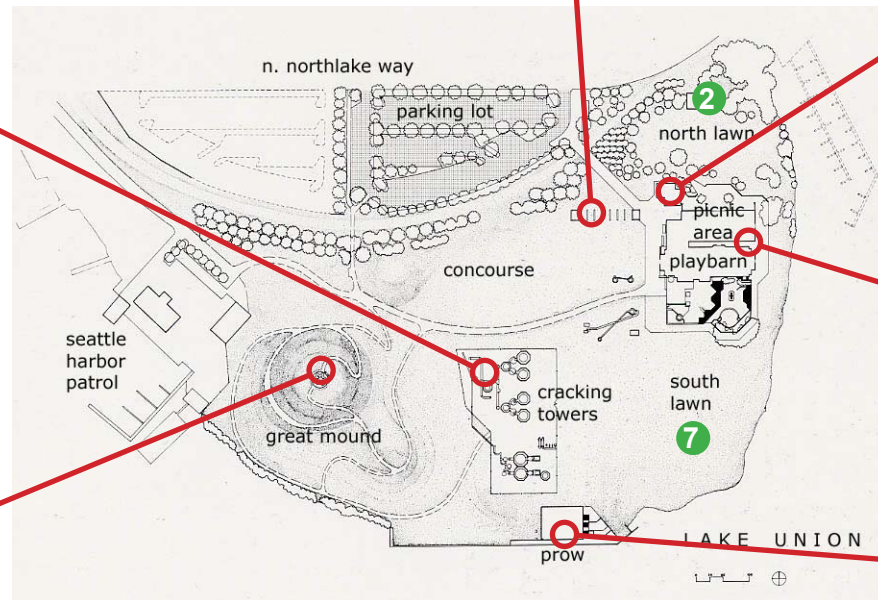 n. northlake way
parking lot
2
north lawn
picnic
area
playbarn
concourse
seattle
harbor
patrol
great mound
cracking
towers
south
lawn
7
prow
LAKE UNION